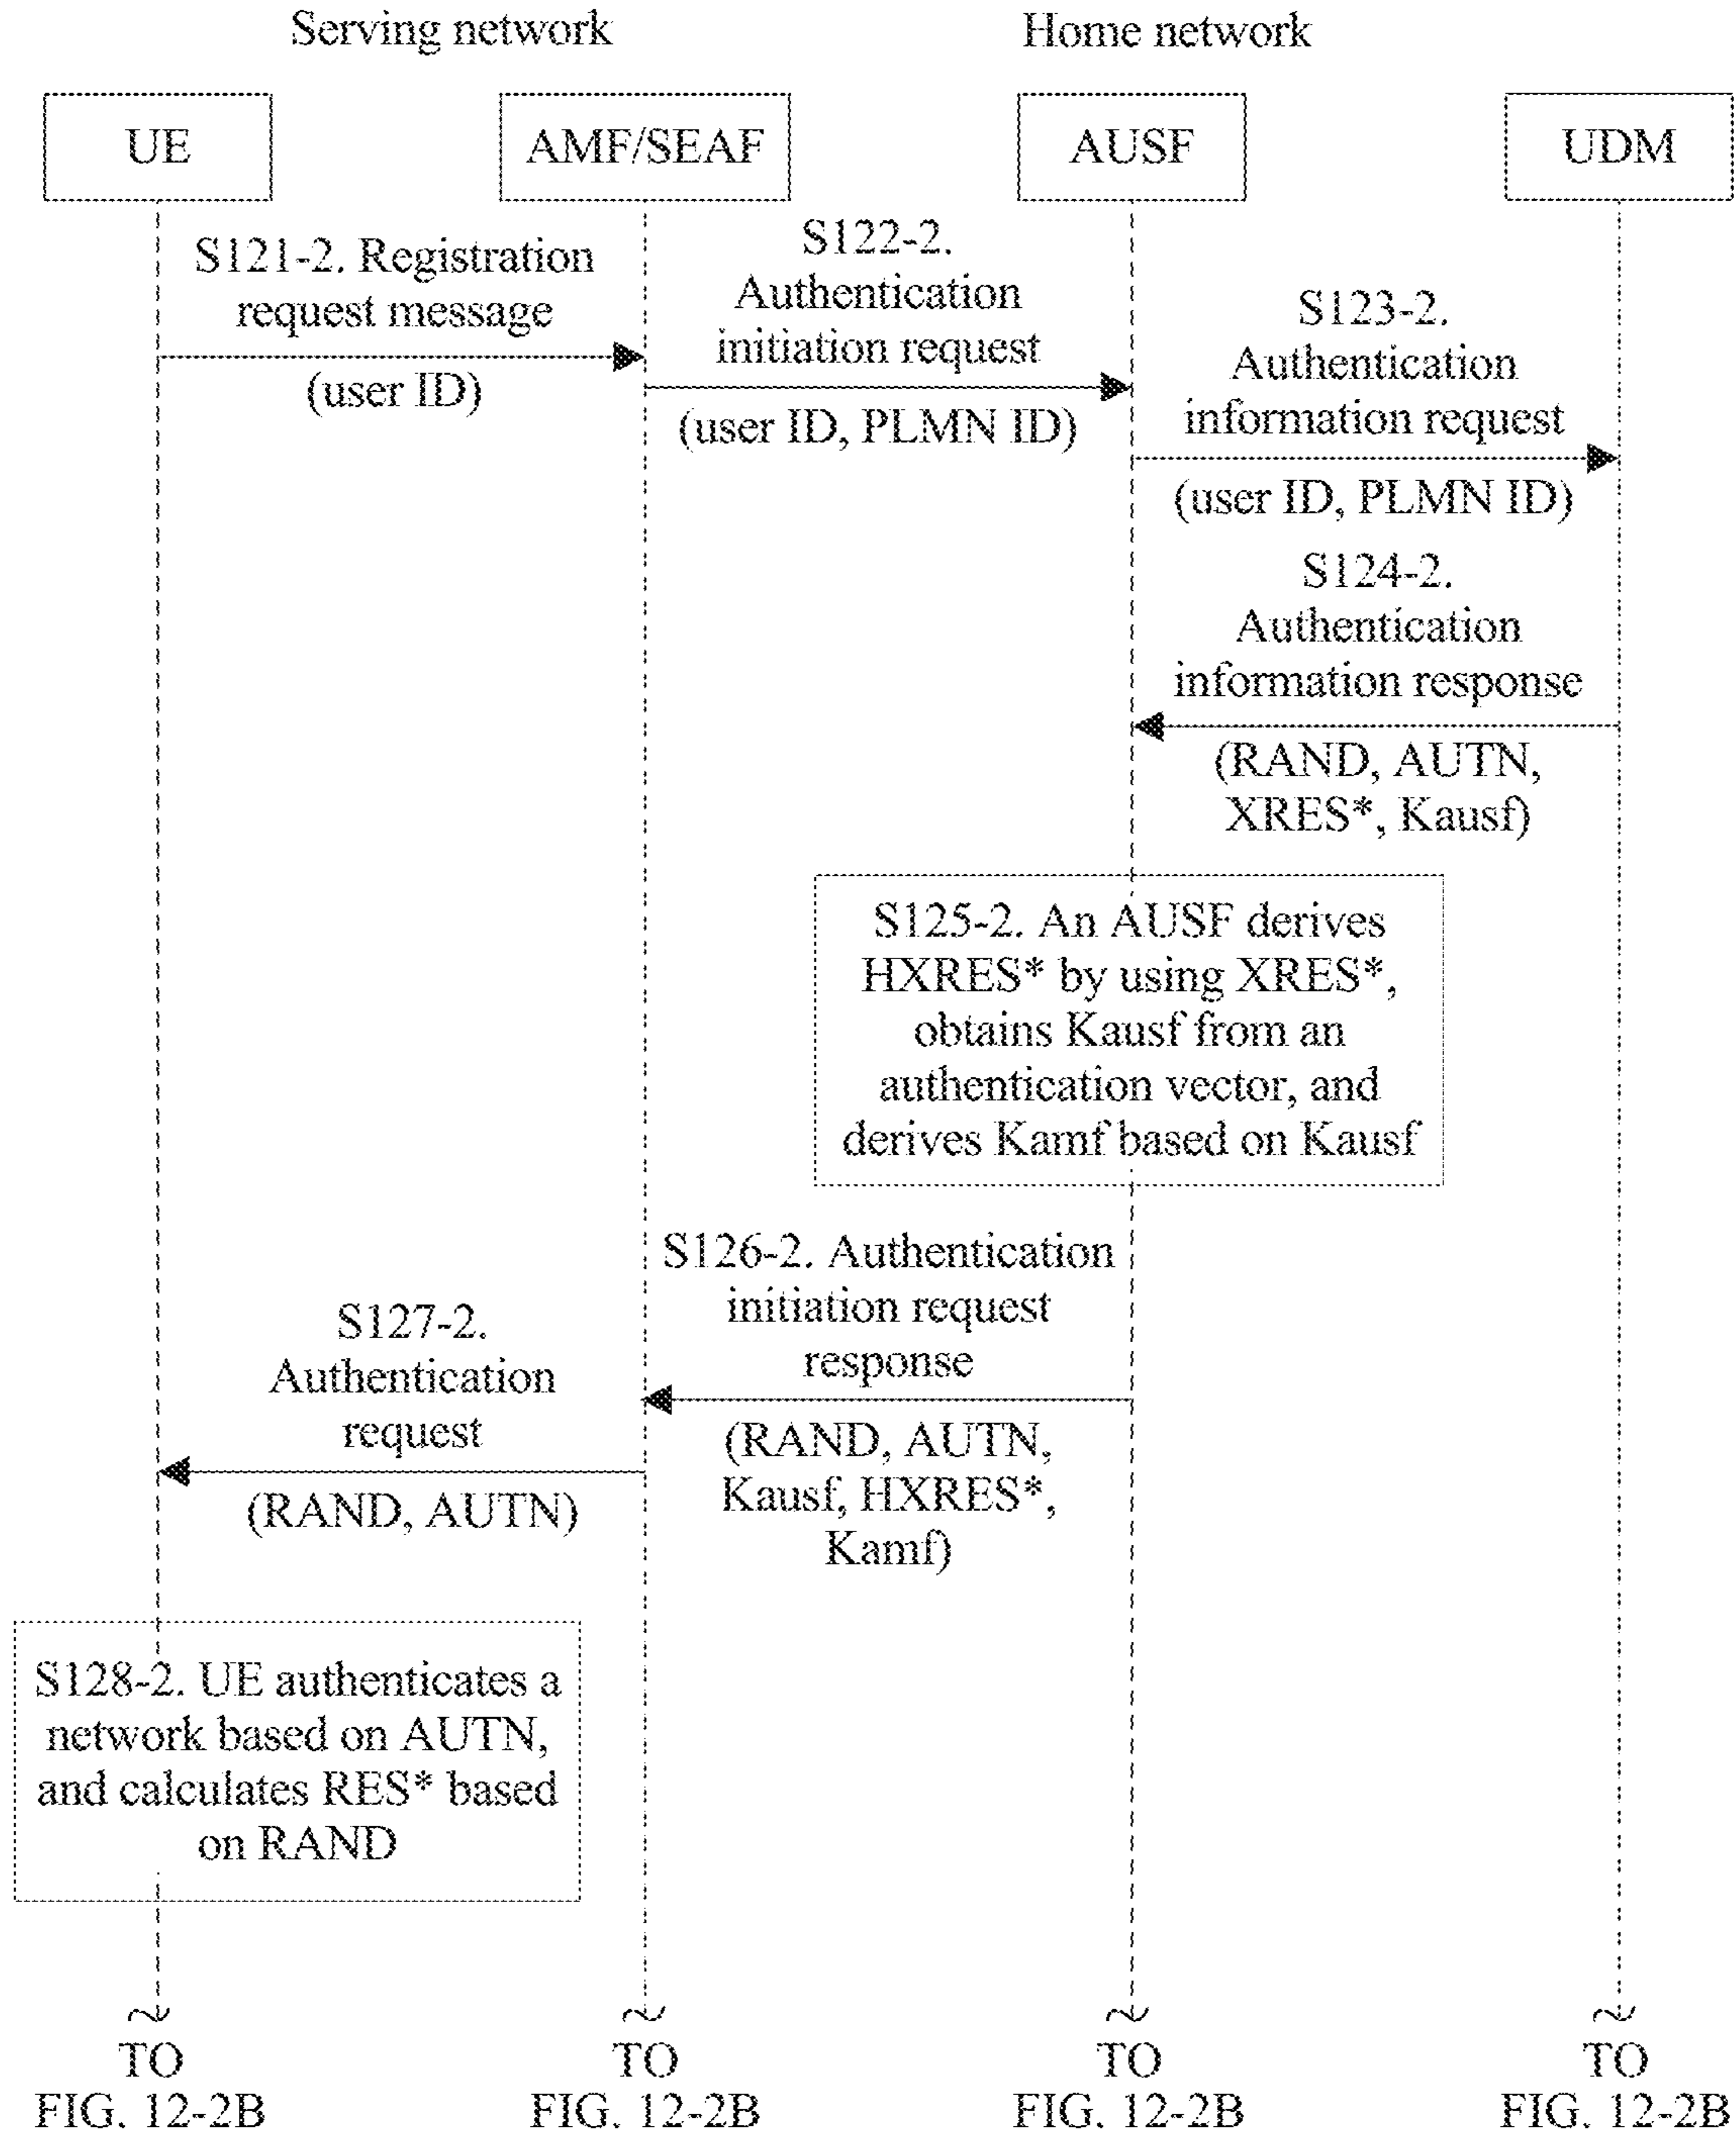 Serving network
Home network
UE
AMF/SEAF
AUSF
UDM
S121-2. Registration
request message
(user ID)
S122-2.
Authentication
initiation request
(user ID, PLMN ID)
S123-2.
Authentication
information request
(user ID, PLMN ID)
S124-2.
Authentication
information response
(RAND, AUTN,
XRES*, Kausf)
S125-2. An AUSF derives
HXRES* by using XRES*,
obtains Kausf from an
authentication vector, and
derives Kamf based on Kausf
S126-2. Authentication
initiation request
response
(RAND, AUTN,
Kausf, HXRES*,
Kamf)
S127-2.
Authentication
request
(RAND, AUTN)
S128-2. UE authenticates a
network based on AUTN,
and calculates RES* based
on RAND
TO
FIG. 12-2B
TO
FIG. 12-2B
TO
FIG. 12-2B
TO
FIG. 12-2B